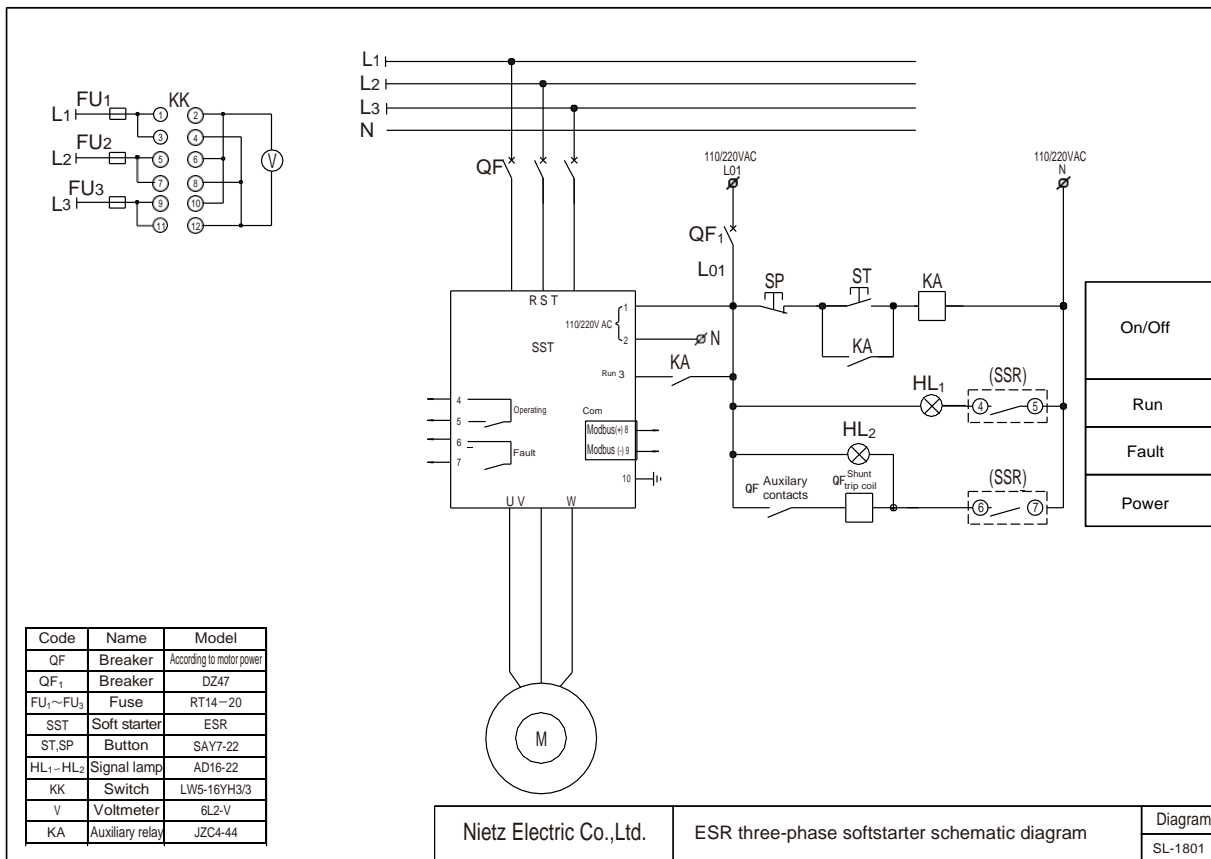 L1
L2
L3
N
FU1
KK
L1
1
2
3
4
FU2
L2
5
6
V
7
8
FU3
L3
9
10
11
12
QF
110/220VAC
L01
110/220VAC
N
QF1
L01
R S T
1
110/220V AC
2
N
SST
Run 3
KA
SP
ST
KA
KA
On/Off
HL1
(SSR)
4
5
Run
4
5
Operating
6
7
Fault
Com
Modbus(+) 8
Modbus (-) 9
10
HL2
Fault
QF Auxilary
contacts
QF Shunt
trip coil
(SSR)
6
7
Power
U V W
M
Code Name Model
QF Breaker According to motor power
QF1 Breaker DZ47
FU1~FU3 Fuse RT14-20
SST Soft starter ESR
ST,SP Button SAY7-22
HL1~HL2 Signal lamp AD16-22
KK Switch LW5-16YH3/3
V Voltmeter 6L2-V
KA Auxiliary relay JZC4-44
Nietz Electric Co.,Ltd.
ESR three-phase softstarter schematic diagram
Diagram
SL-1801